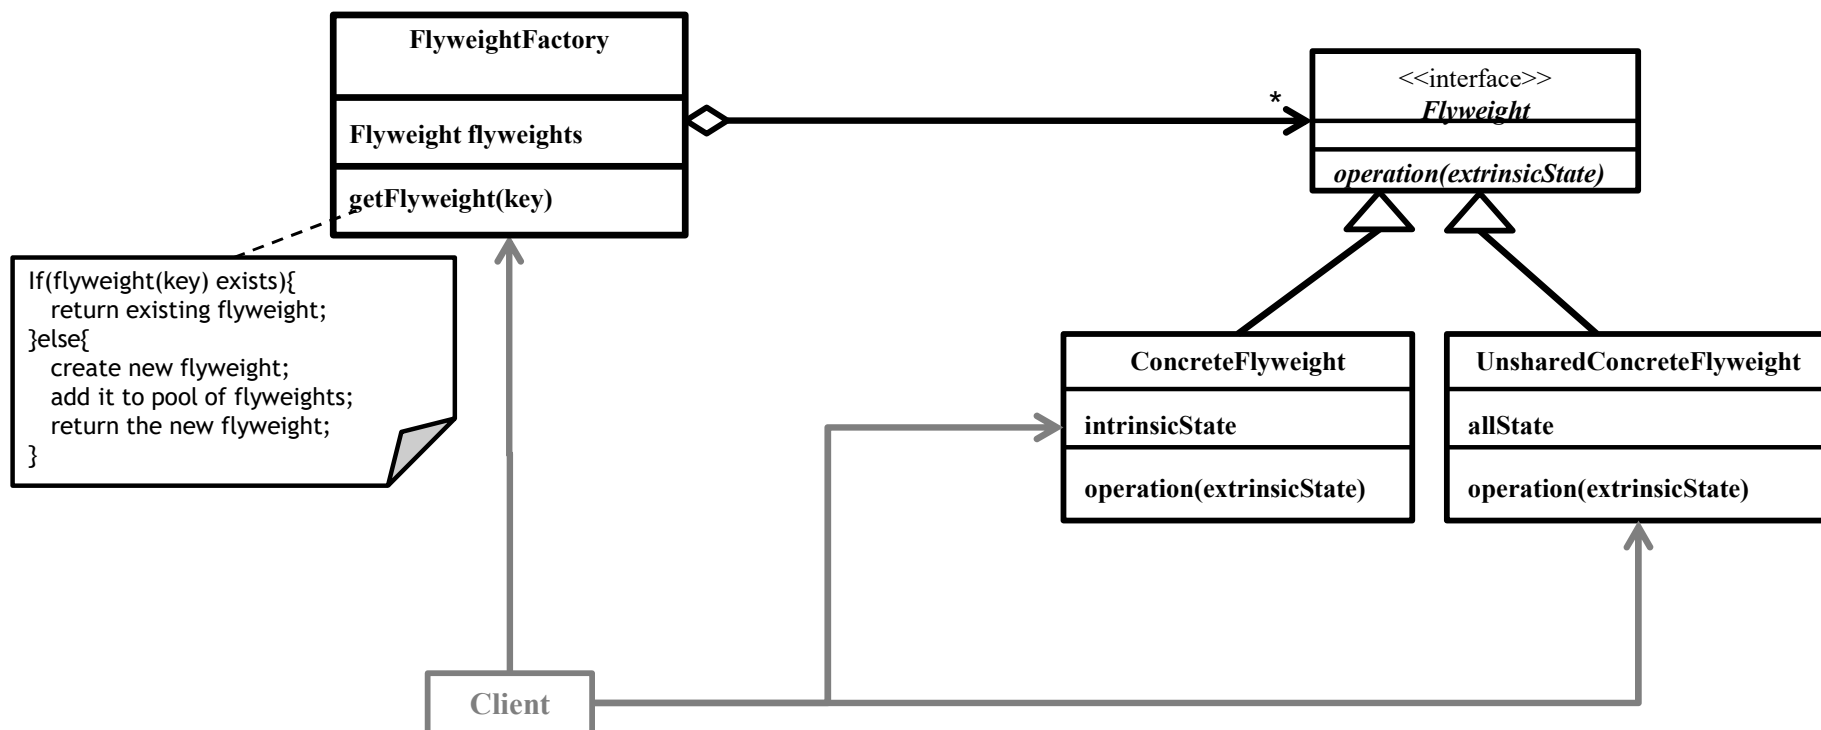 FlyweightFactory
Flyweight flyweights
getFlyweight(key)
*
<<interface>>
Flyweight
operation(extrinsicState)
If(flyweight(key) exists){
return existing flyweight;
}else{
create new flyweight;
add it to pool of flyweights;
return the new flyweight;
}
ConcreteFlyweight
intrinsicState
operation(extrinsicState)
UnsharedConcreteFlyweight
allState
operation(extrinsicState)
Client